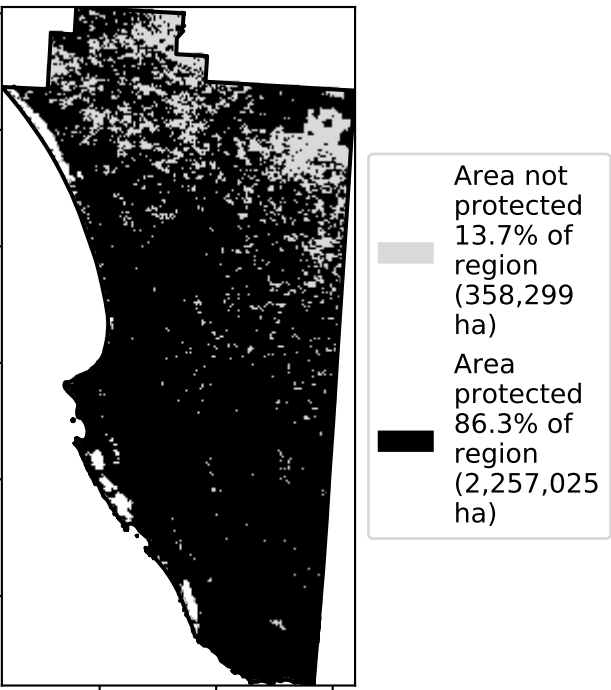 Area not
protected
13.7% of
region
(358,299
ha)
Area
protected
86.3% of
region
(2,257,025
ha)